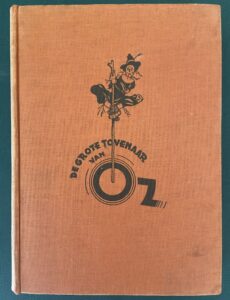 DE GROTE TOVENAAR
VAN
OZ